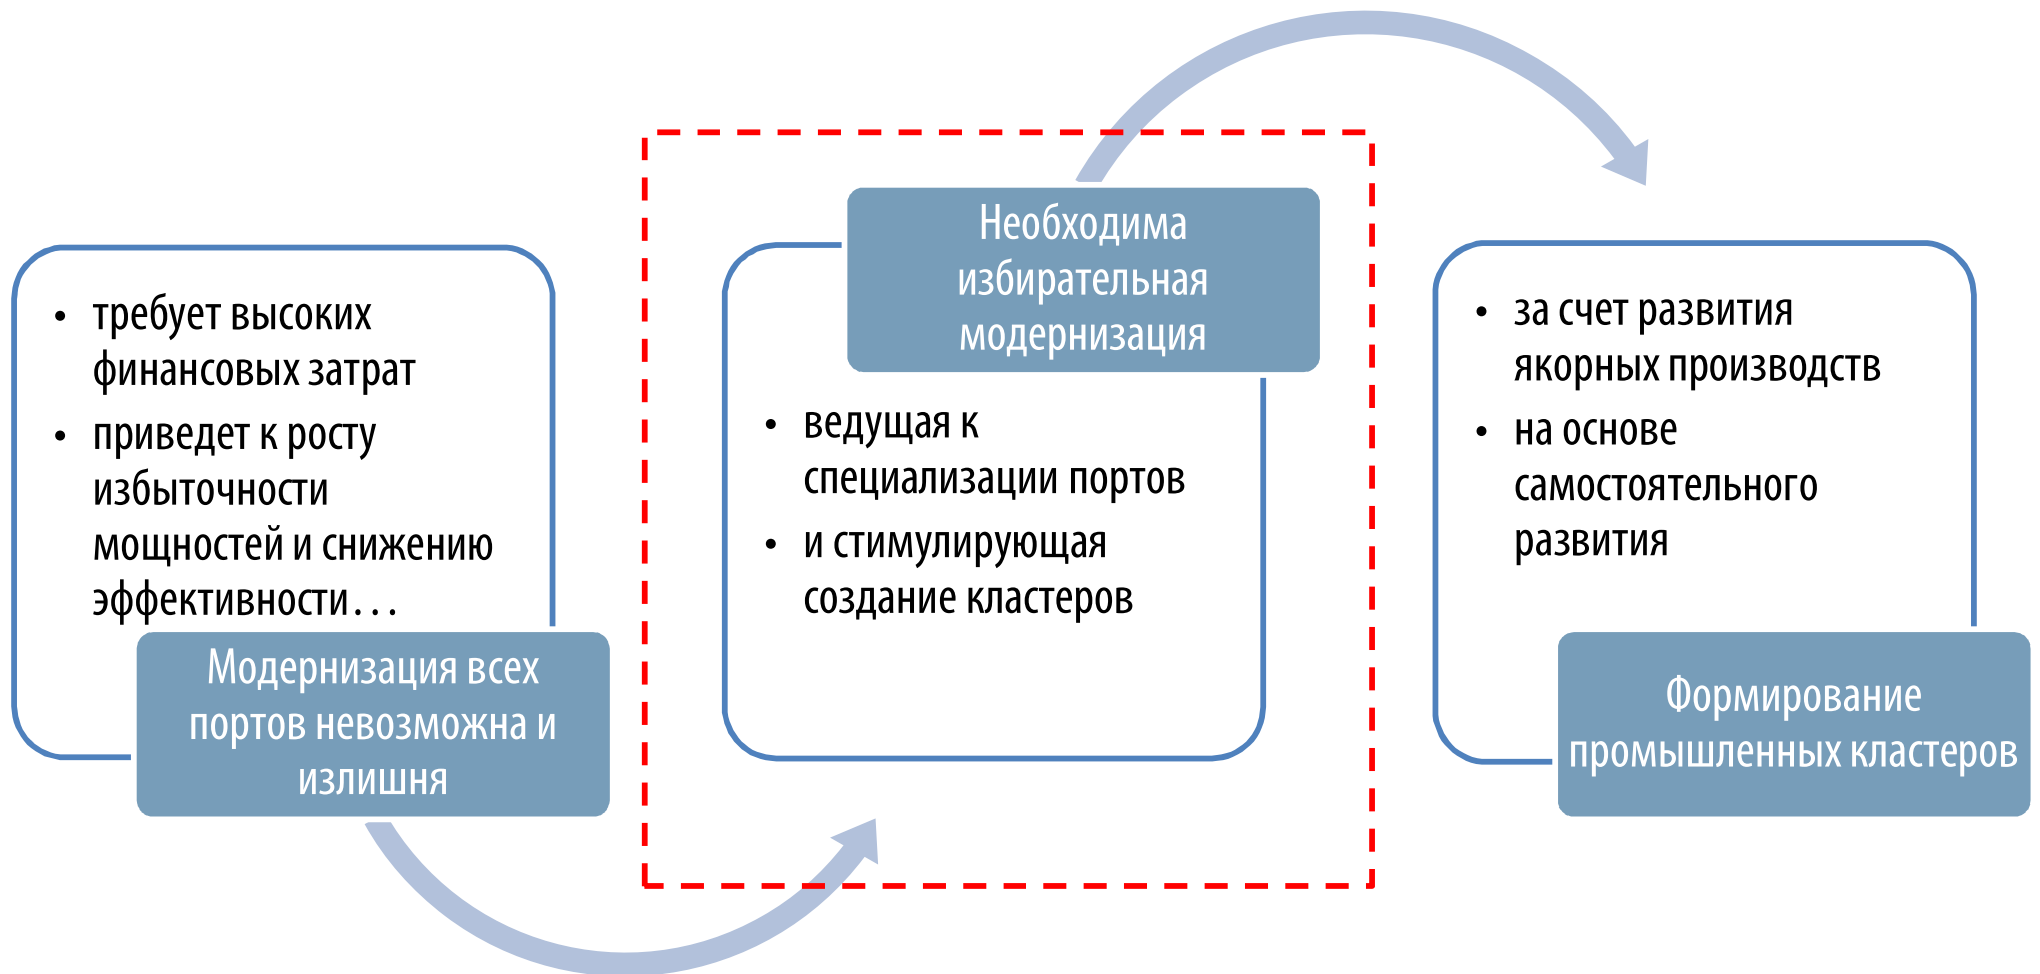 • требует высоких
финансовых затрат
• приведет к росту
избыточности
мощностей и снижению
эффективности…
Модернизация всех
портов невозможна и
излишня
Необходима
избирательная
модернизация
• ведущая к
специализации портов
• и стимулирующая
создание кластеров
• за счет развития
якорных производств
• на основе
самостоятельного
развития
Формирование
промышленных кластеров